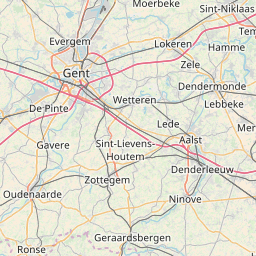 Moerbeke
Sint-Niklaas
Evergem
Lokeren
Tem
Hamme
Zele
Gent
Dendermonde
Wetteren
Lebbeke
De Pinte
Lede
Mer
Aalst
Gavere
Sint-Lievens-
Houtem
Denderleeuw
Zottegem
Oudenaarde
Ninove
Geraardsbergen
Ronse